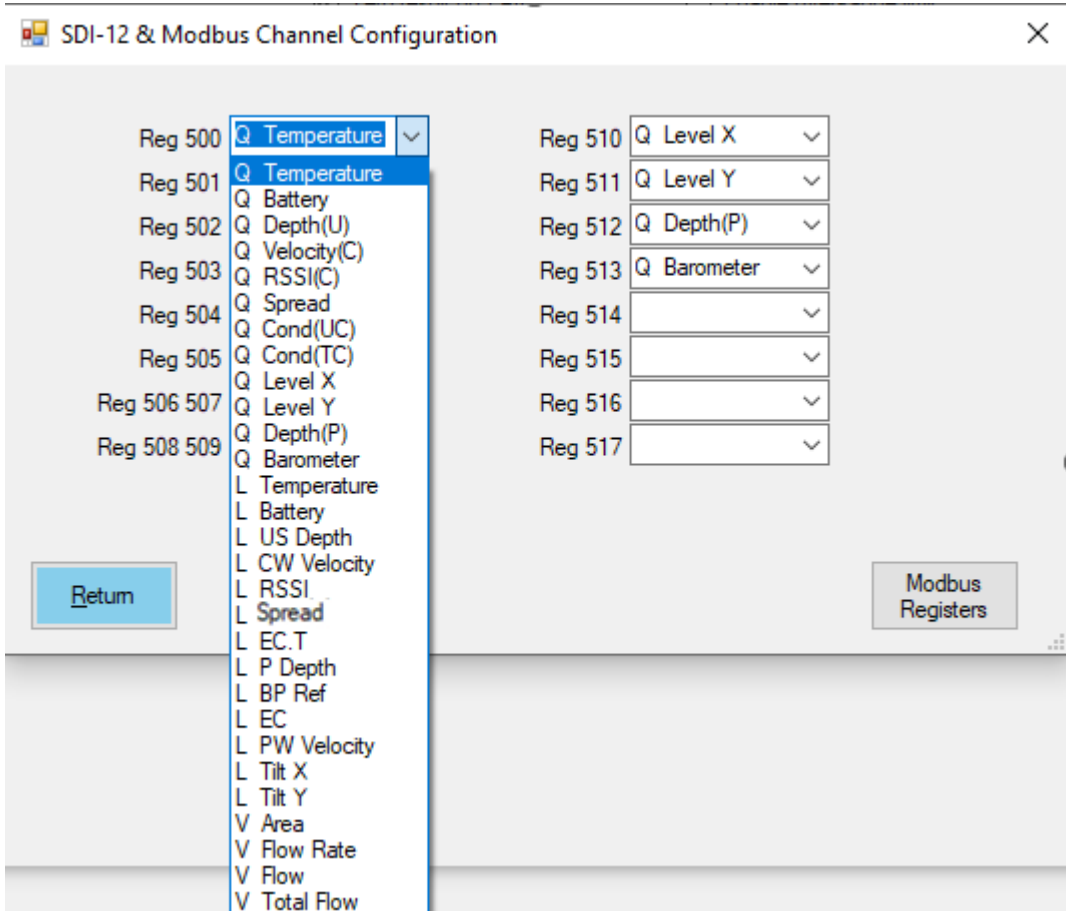 SDI-12 & Modbus Channel Configuration
Reg 500 Q Temperature
Reg 501
Reg 502
Reg 503
Reg 504
Reg 505
Reg 506 507
Reg 508 509
Q Temperature
Q Battery
Q Depth(U)
Q Velocity(C)
Q RSSI(C)
Q Spread
Q Cond(UC)
Q Cond(TC)
Q Level X
Q Level Y
Q Depth(P)
Q Barometer
L Temperature
L Battery
L US Depth
L CW Velocity
L RSSI
L Spread
L EC.T
L P Depth
L BP Ref
L EC
L PW Velocity
L Tilt X
L Tilt Y
V Area
V Flow Rate
V Flow
V Total Flow
Reg 510 Q Level X
Reg 511 Q Level Y
Reg 512 Q Depth(P)
Reg 513 Q Barometer
Reg 514
Reg 515
Reg 516
Reg 517
Return
Modbus
Registers